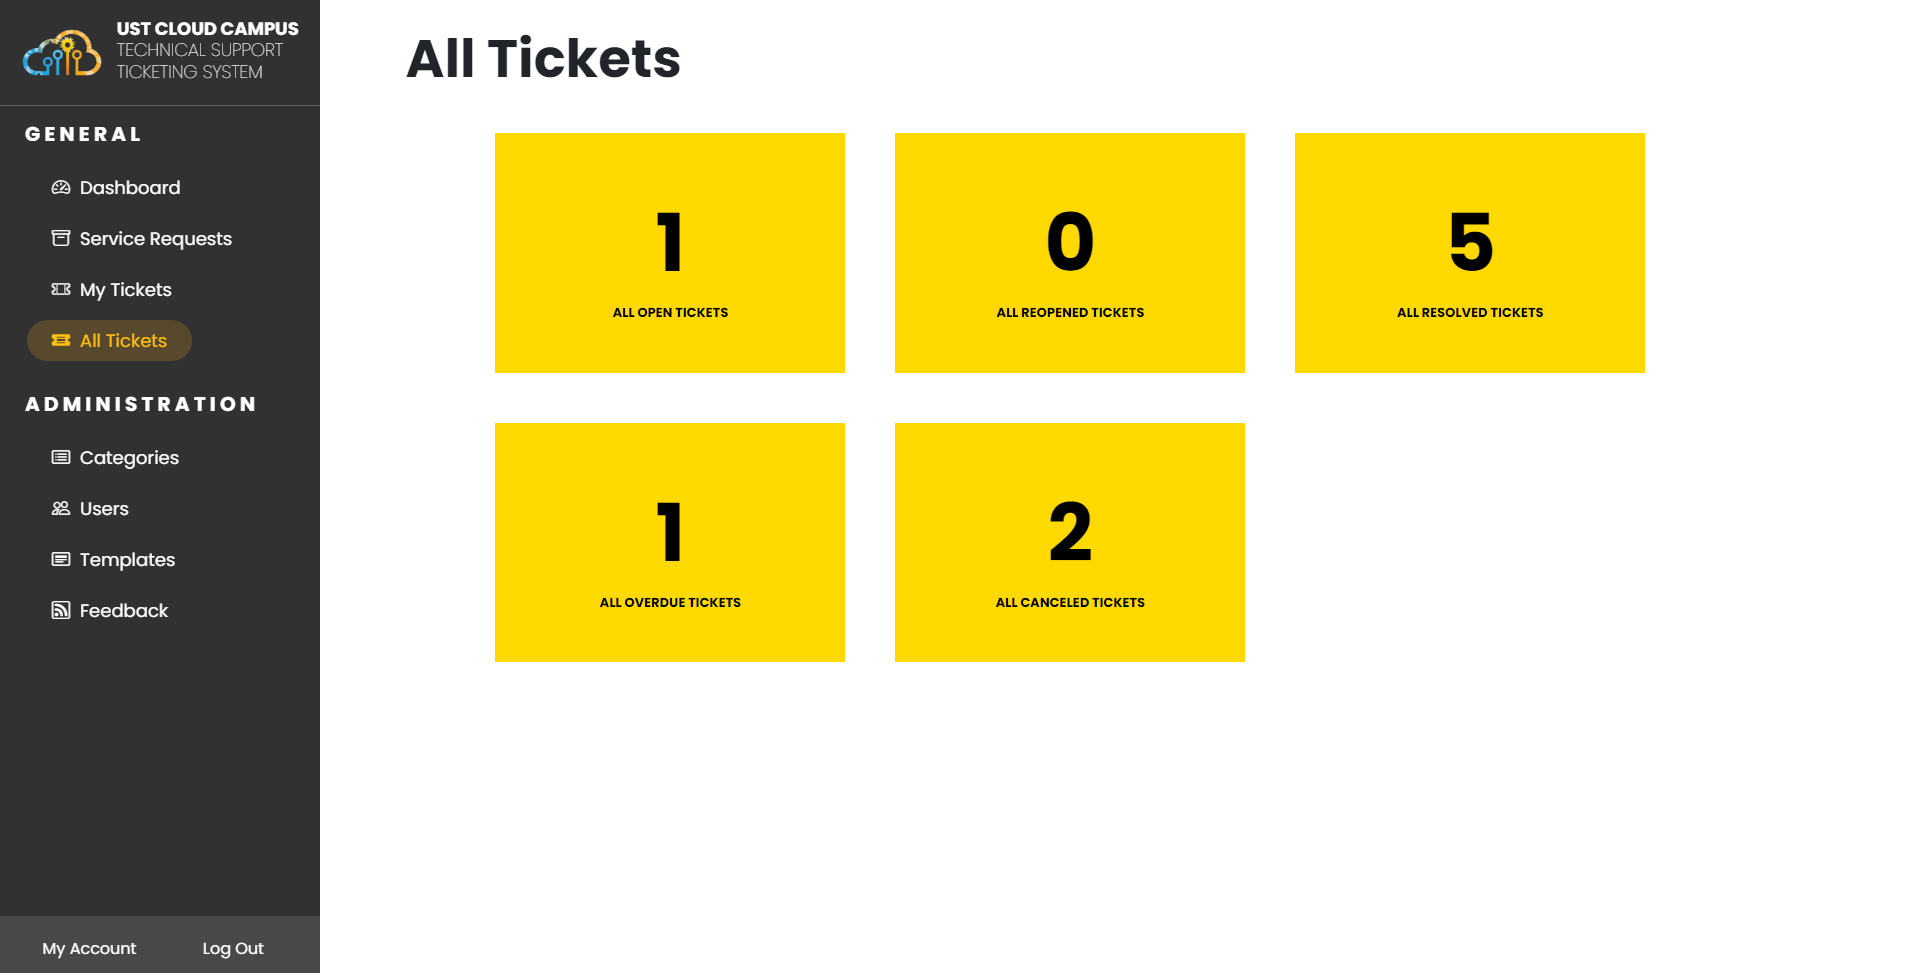 UST CLOUD CAMPUS
TECHNICAL SUPPORT
TICKETING SYSTEM
GENERAL
Dashboard
Service Requests
My Tickets
All Tickets
ADMINISTRATION
Categories
Users
Templates
Feedback
My Account
Log Out
All Tickets
1
ALL OPEN TICKETS
0
ALL REOPENED TICKETS
5
ALL RESOLVED TICKETS
1
ALL OVERDUE TICKETS
2
ALL CANCELED TICKETS